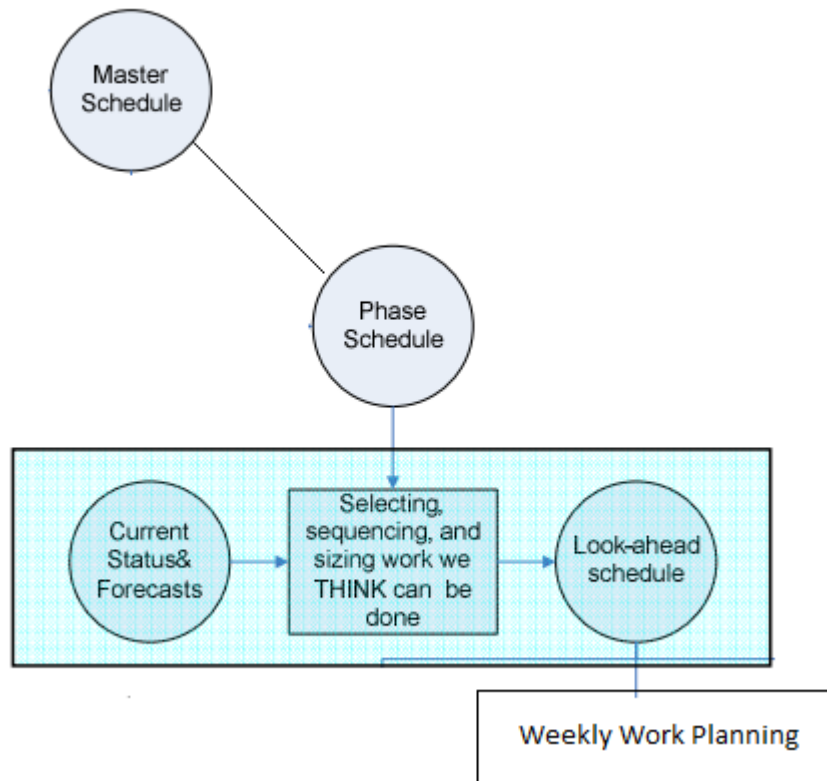 Master
Schedule
Phase
Schedule
Current
Status&
Forecasts
Selecting,
sequencing, and
sizing work we
THINK can be
done
Look-ahead
schedule
Weekly Work Planning